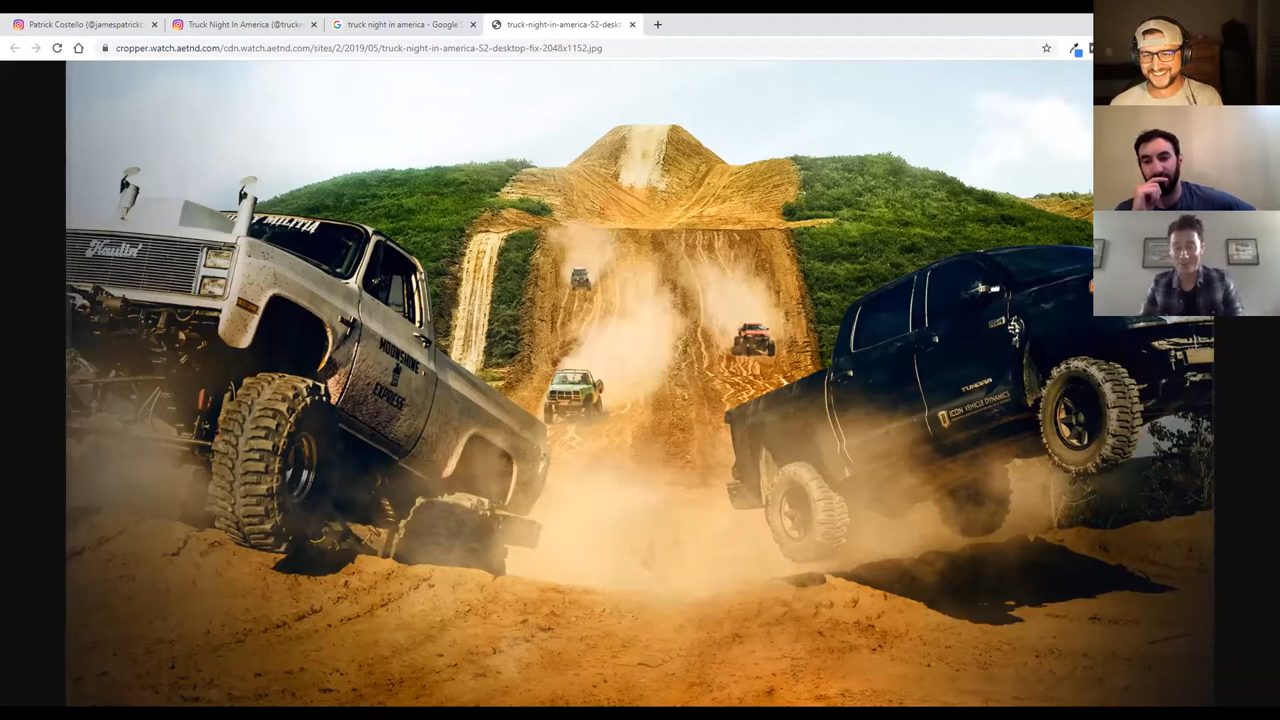 Patrick Costello (@jamespatrickc
Truck Night In America (@truckn
truck night in america - Google S
truck-night-in-america-S2-deskt
cropper.watch.aetnd.com/cdn.watch.aetnd.com/sites/2/2019/05/truck-night-in-america-S2-desktop-fix-2048x1152.jpg
MILITIA
Haulin'
MOONSHINE
EXPRESS
TUNDRA
ICON VEHICLE DYNAMICS